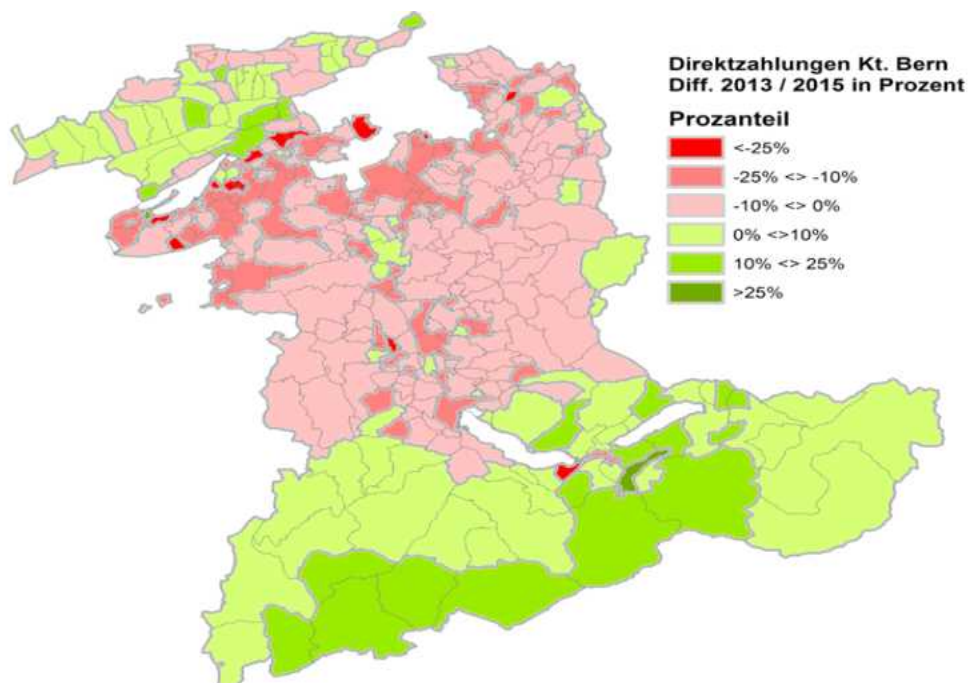 Direktzahlungen Kt. Bern
Diff. 2013 / 2015 in Prozent
Prozanteil
<-25%
-25% <> -10%
-10% <> 0%
0% <>10%
10% <> 25%
>25%